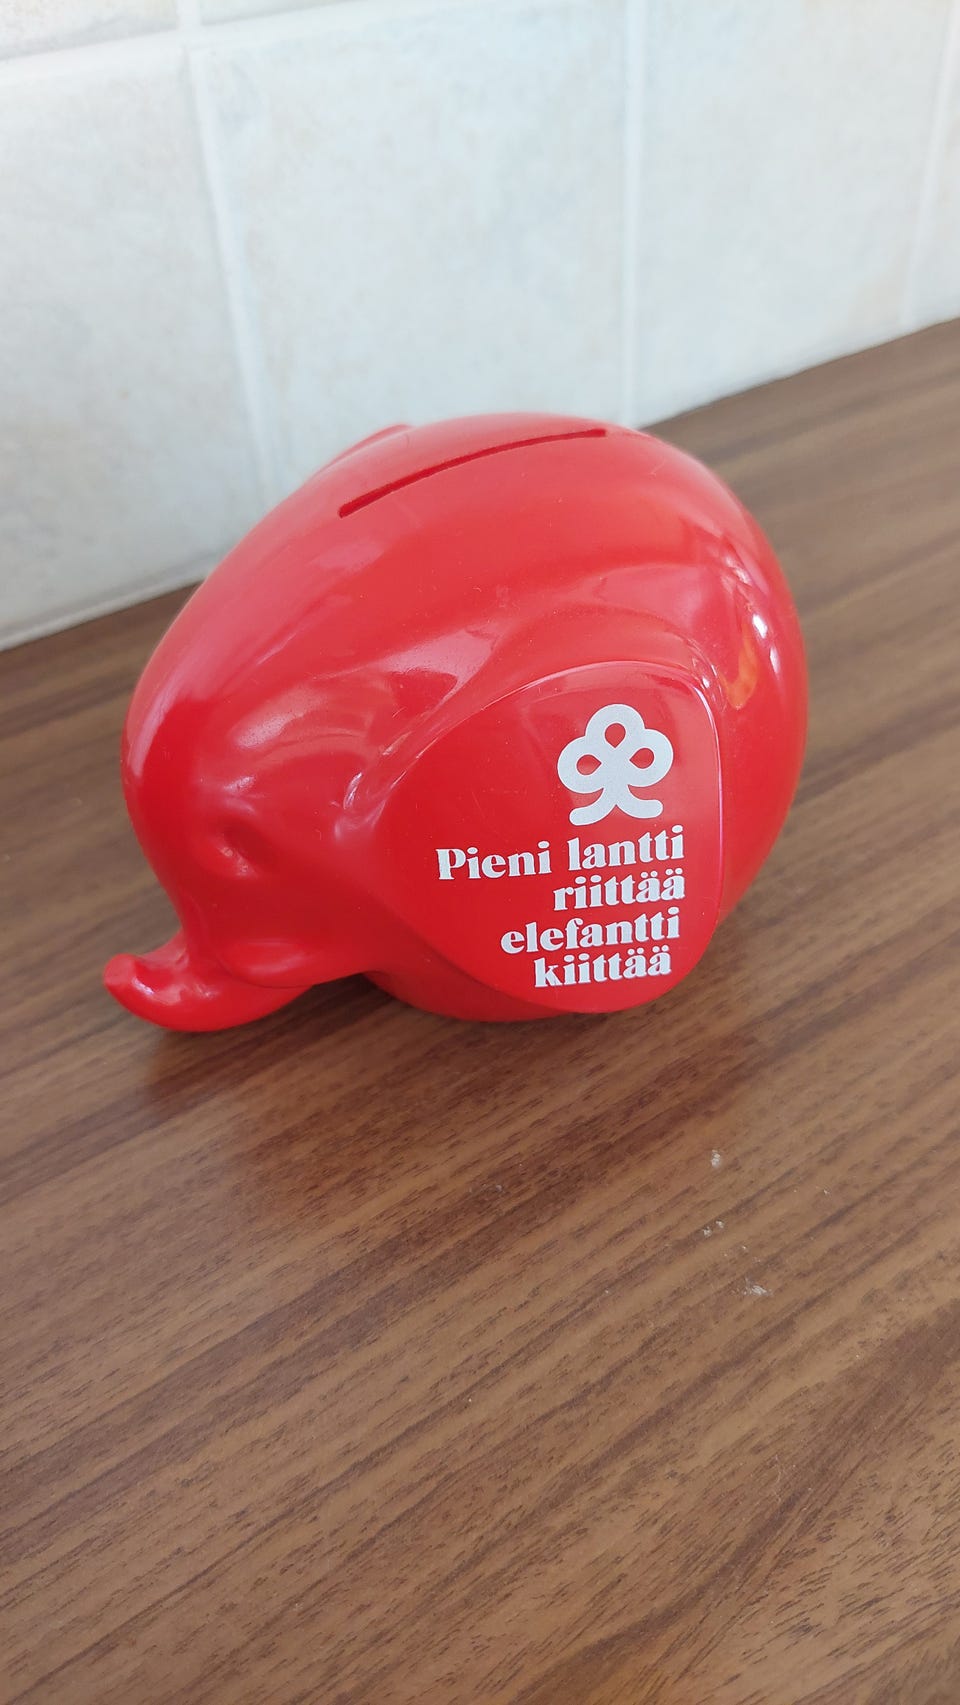 Pieni lantti
riittää
elefantti
kiittää